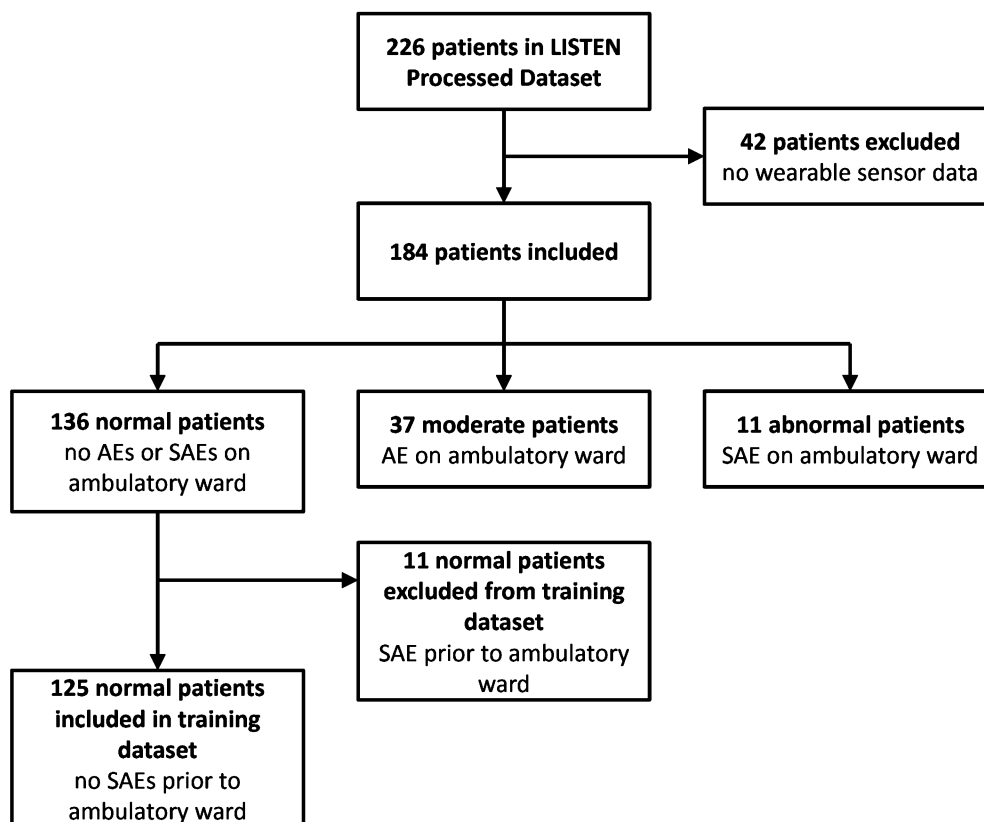 226 patients in LISTEN
Processed Dataset
42 patients excluded
no wearable sensor data
184 patients included
136 normal patients
no AEs or SAEs on
ambulatory ward
37 moderate patients
AE on ambulatory ward
11 abnormal patients
SAE on ambulatory ward
11 normal patients
excluded from training
dataset
SAE prior to ambulatory
ward
125 normal patients
included in training
dataset
no SAEs prior to
ambulatory ward